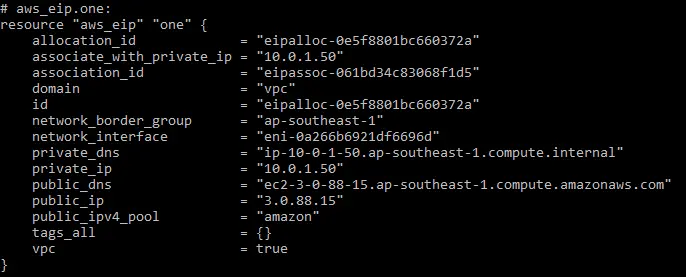 # aws_eip.one:
resource "aws_eip" "one" {
    allocation_id             = "eipalloc-0e5f8801bc660372a"
    associate_with_private_ip = "10.0.1.50"
    association_id            = "eipassoc-061bd34c83068f1d5"
    domain                    = "vpc"
    id                        = "eipalloc-0e5f8801bc660372a"
    network_border_group      = "ap-southeast-1"
    network_interface         = "eni-0a266b6921df6696d"
    private_dns               = "ip-10-0-1-50.ap-southeast-1.compute.internal"
    private_ip                = "10.0.1.50"
    public_dns                = "ec2-3-0-88-15.ap-southeast-1.compute.amazonaws.com"
    public_ip                 = "3.0.88.15"
    public_ipv4_pool          = "amazon"
    tags_all                  = {}
    vpc                       = true
}